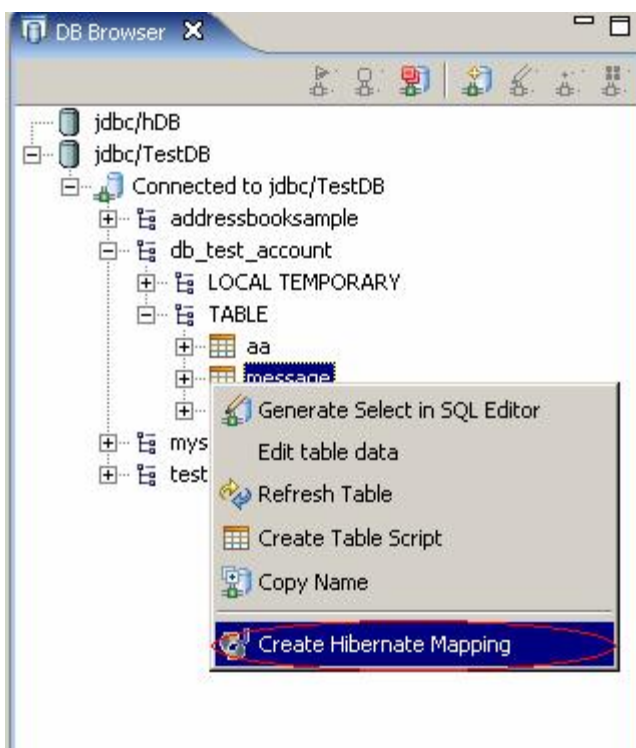 DB Browser
jdbc/hDB
jdbc/TestDB
Connected to jdbc/TestDB
addressbooksample
db_test_account
LOCAL TEMPORARY
TABLE
aa
message
Generate Select in SQL Editor
mys
Edit table data
test
Refresh Table
Create Table Script
Copy Name
Create Hibernate Mapping